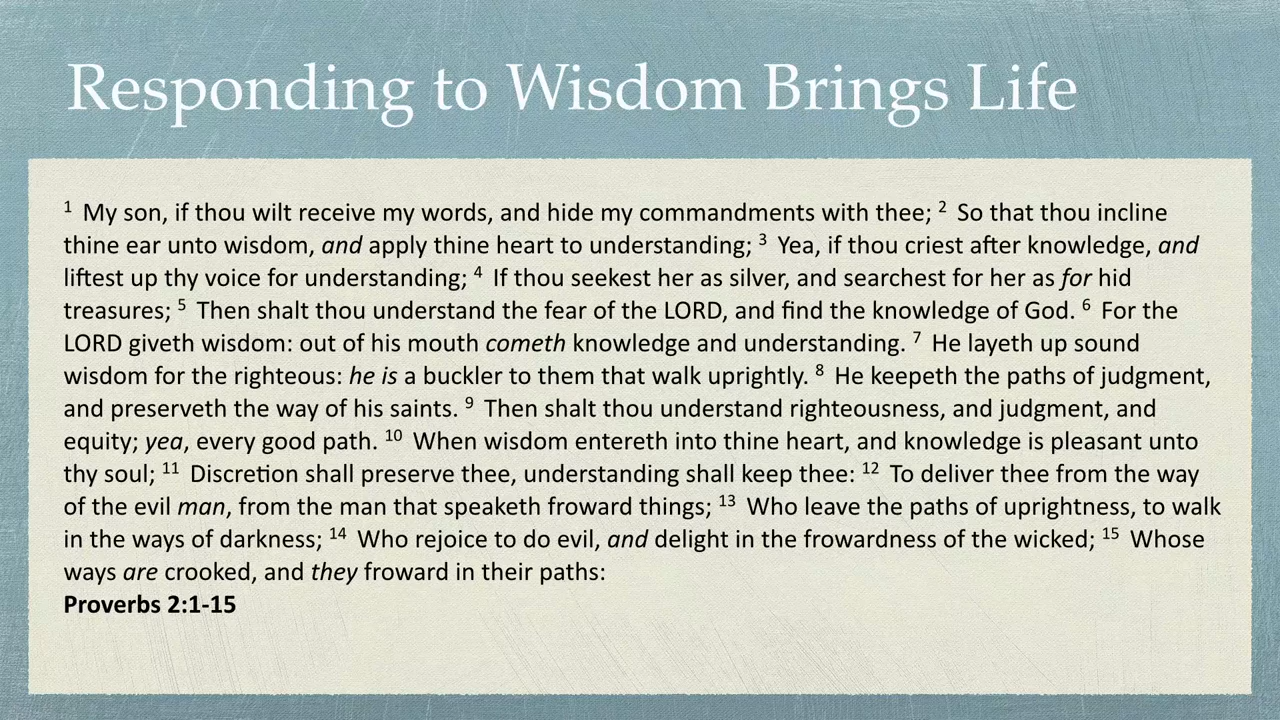 Responding to Wisdom Brings Life
1 My son, if thou wilt receive my words, and hide my commandments with thee; 2 So that thou incline
thine ear unto wisdom, and apply thine heart to understanding; 3 Yea, if thou criest after knowledge, and
liftest up thy voice for understanding; 4 If thou seekest her as silver, and searchest for her as for hid
treasures; 5 Then shalt thou understand the fear of the LORD, and find the knowledge of God. 6 For the
LORD giveth wisdom: out of his mouth cometh knowledge and understanding. 7 He layeth up sound
wisdom for the righteous: he is a buckler to them that walk uprightly. 8 He keepeth the paths of judgment,
and preserveth the way of his saints. 9 Then shalt thou understand righteousness, and judgment, and
equity; yea, every good path. 10 When wisdom entereth into thine heart, and knowledge is pleasant unto
thy soul; 11 Discretion shall preserve thee, understanding shall keep thee: 12 To deliver thee from the way
of the evil man, from the man that speaketh froward things; 13 Who leave the paths of uprightness, to walk
in the ways of darkness; 14 Who rejoice to do evil, and delight in the frowardness of the wicked; 15 Whose
ways are crooked, and they froward in their paths:
Proverbs 2:1-15